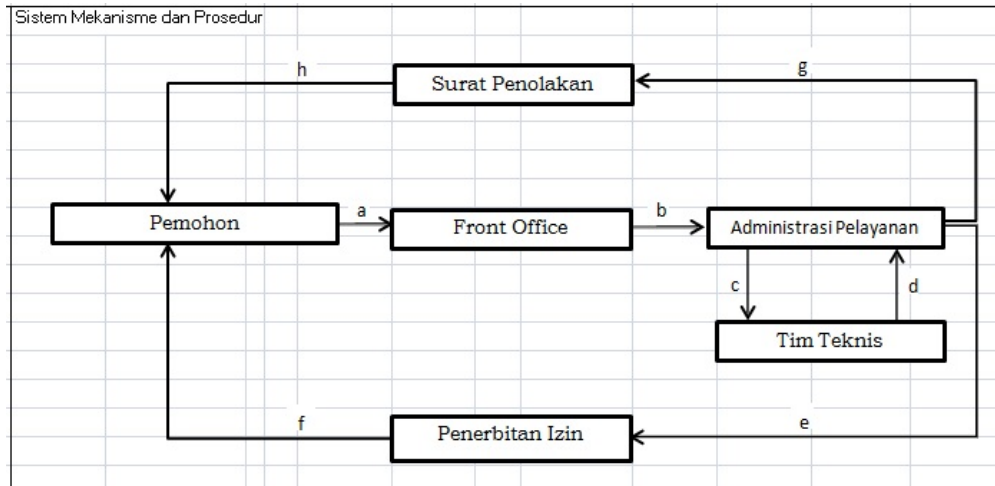 Sistem Mekanisme dan Prosedur
h
Surat Penolakan
g
Pemohon
a
Front Office
b
Administrasi Pelayanan
c
d
Tim Teknis
f
Penerbitan Izin
e